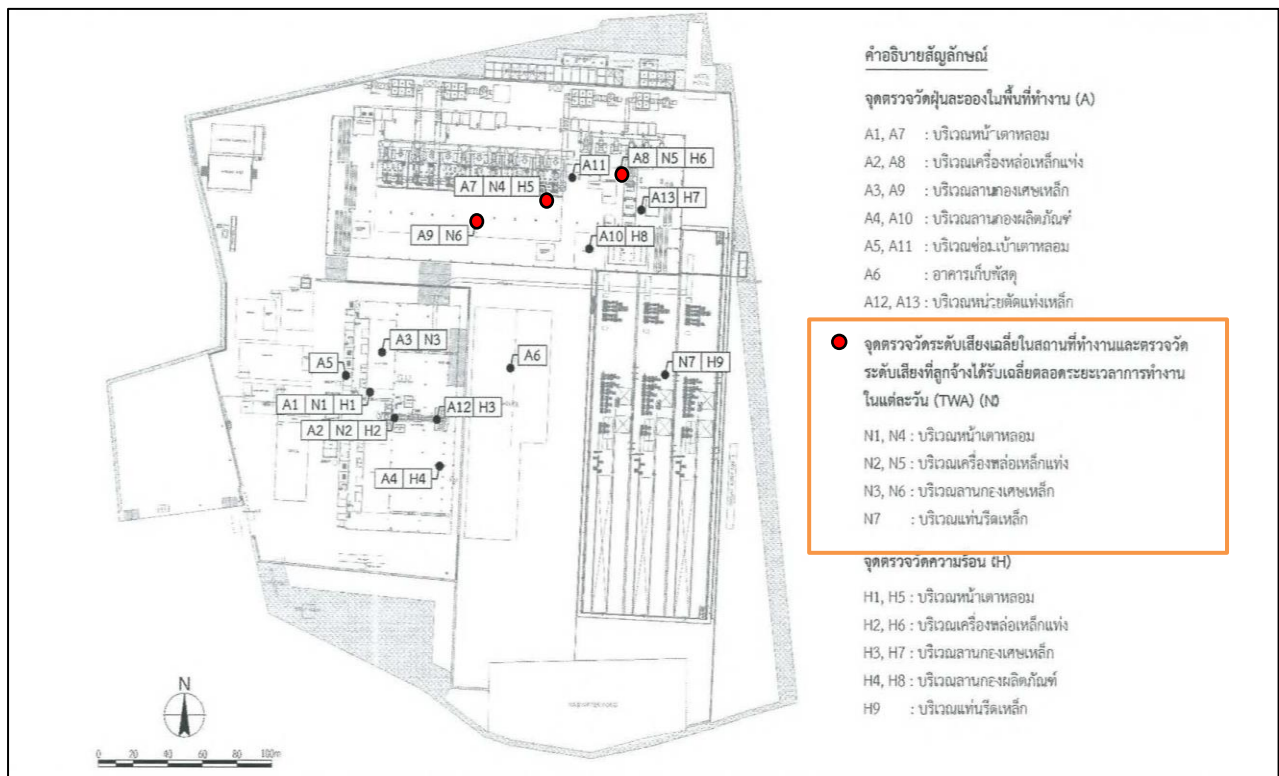 A8 N5 H6
A11
A7 N4 H5
A13 H7
A9 N6
A10 H8
A3 N3
A5
A6
N7 H9
A1 N1 H1
A12 H3
A2 N2 H2
A4 H4
N
0 20 40 60 80 100m
คำอธิบายสัญลักษณ์
จุดตรวจวัดฝุ่นละอองในพื้นที่ทำงาน (A)
A1, A7 : บริเวณหน้าเตาหลอม
A2, A8 : บริเวณเครื่องหล่อเหล็กแท่ง
A3, A9 : บริเวณลานกองเศษเหล็ก
A4, A10 : บริเวณลานกองผลิตภัณฑ์
A5, A11 : บริเวณซ่อมเบ้าเตาหลอม
A6 : อาคารเก็บพัสดุ
A12, A13 : บริเวณหน่วยตัดแท่งเหล็ก
จุดตรวจวัดระดับเสียงเฉลี่ยในสถานที่ทำงานและตรวจวัด
ระดับเสียงที่ลูกจ้างได้รับเฉลี่ยตลอดระยะเวลาการทำงาน
ในแต่ละวัน (TWA) (N)
N1, N4 : บริเวณหน้าเตาหลอม
N2, N5 : บริเวณเครื่องหล่อเหล็กแท่ง
N3, N6 : บริเวณลานกองเศษเหล็ก
N7 : บริเวณแท่นรีดเหล็ก
จุดตรวจวัดความร้อน (H)
H1, H5 : บริเวณหน้าเตาหลอม
H2, H6 : บริเวณเครื่องหล่อเหล็กแท่ง
H3, H7 : บริเวณลานกองเศษเหล็ก
H4, H8 : บริเวณลานกองผลิตภัณฑ์
H9 : บริเวณแท่นรีดเหล็ก